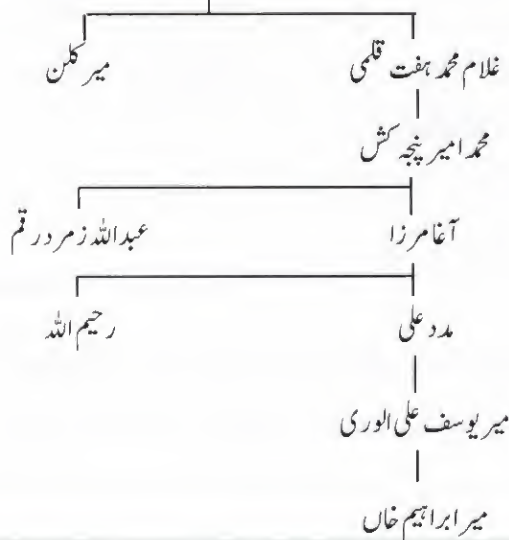 غلام محمد ہفت قلمی
میر کلن
محمد امیر پنجہ کش
آغا مرزا
عبداللہ زمرد رقم
مدد علی
رحیم اللہ
میر یوسف علی الوری
میر ابراہیم خاں